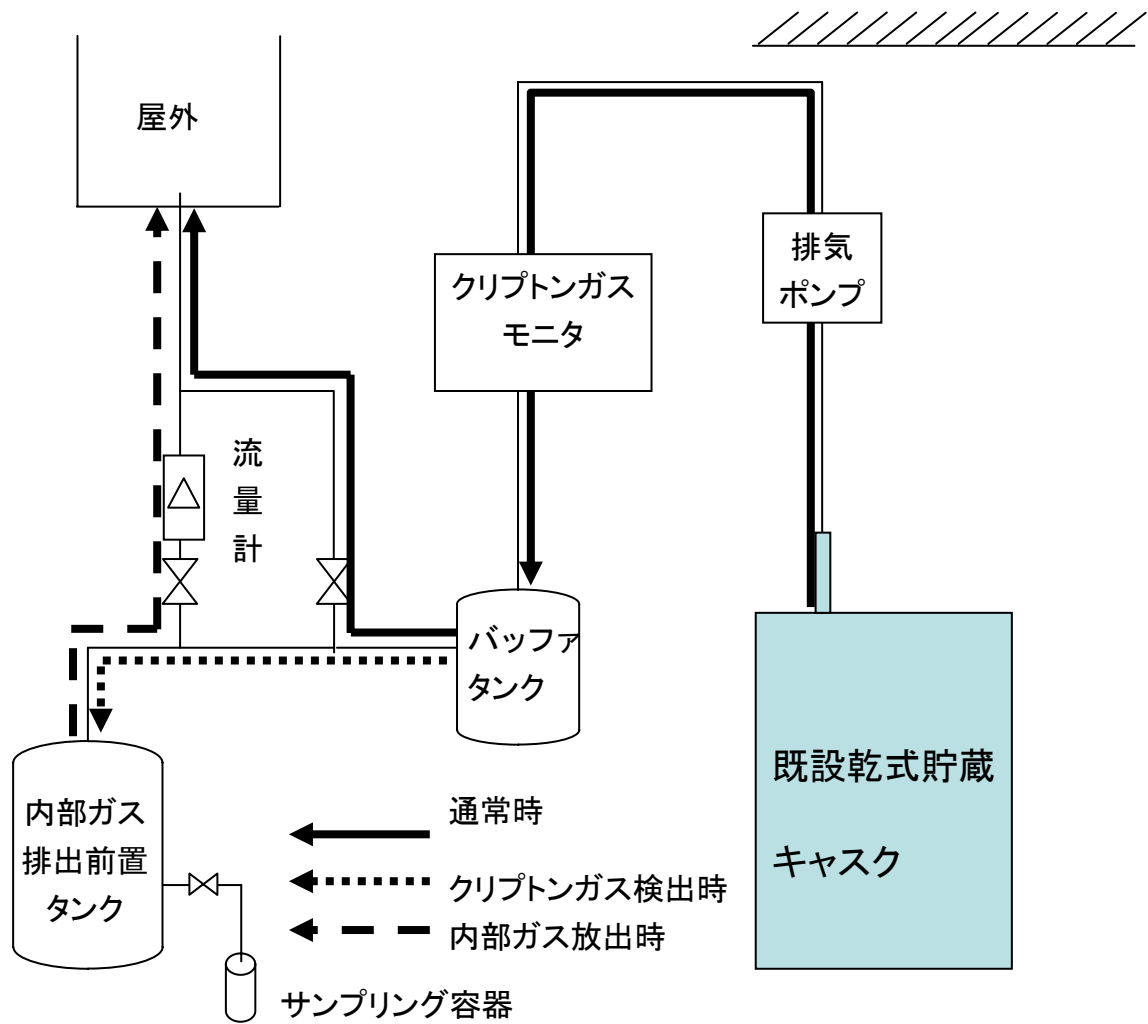 屋外
排気
ポンプ
クリプトンガス
モニタ
流
量
計
バッファ
タンク
既設乾式貯蔵
キャスク
内部ガス
排出前置
タンク
通常時
クリプトンガス検出時
内部ガス放出時
サンプリング容器